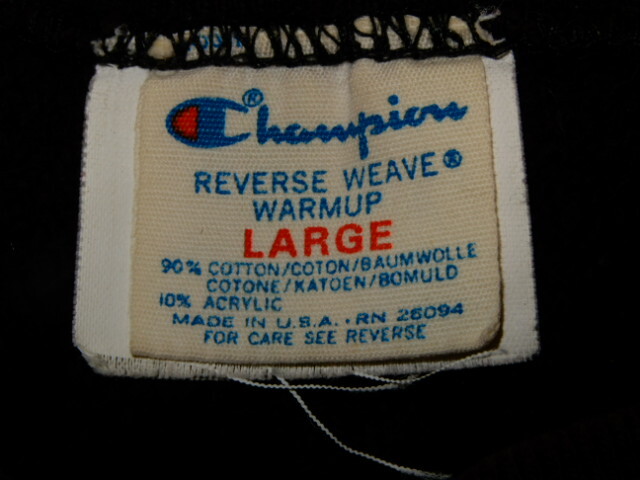 Champion®
REVERSE WEAVE®
WARMUP
LARGE
90% COTTON/COTON/BAUMWOLLE
COTONE/KATOEN/BOMULD
10% ACRYLIC
MADE IN U.S.A. · RN 26094
FOR CARE SEE REVERSE